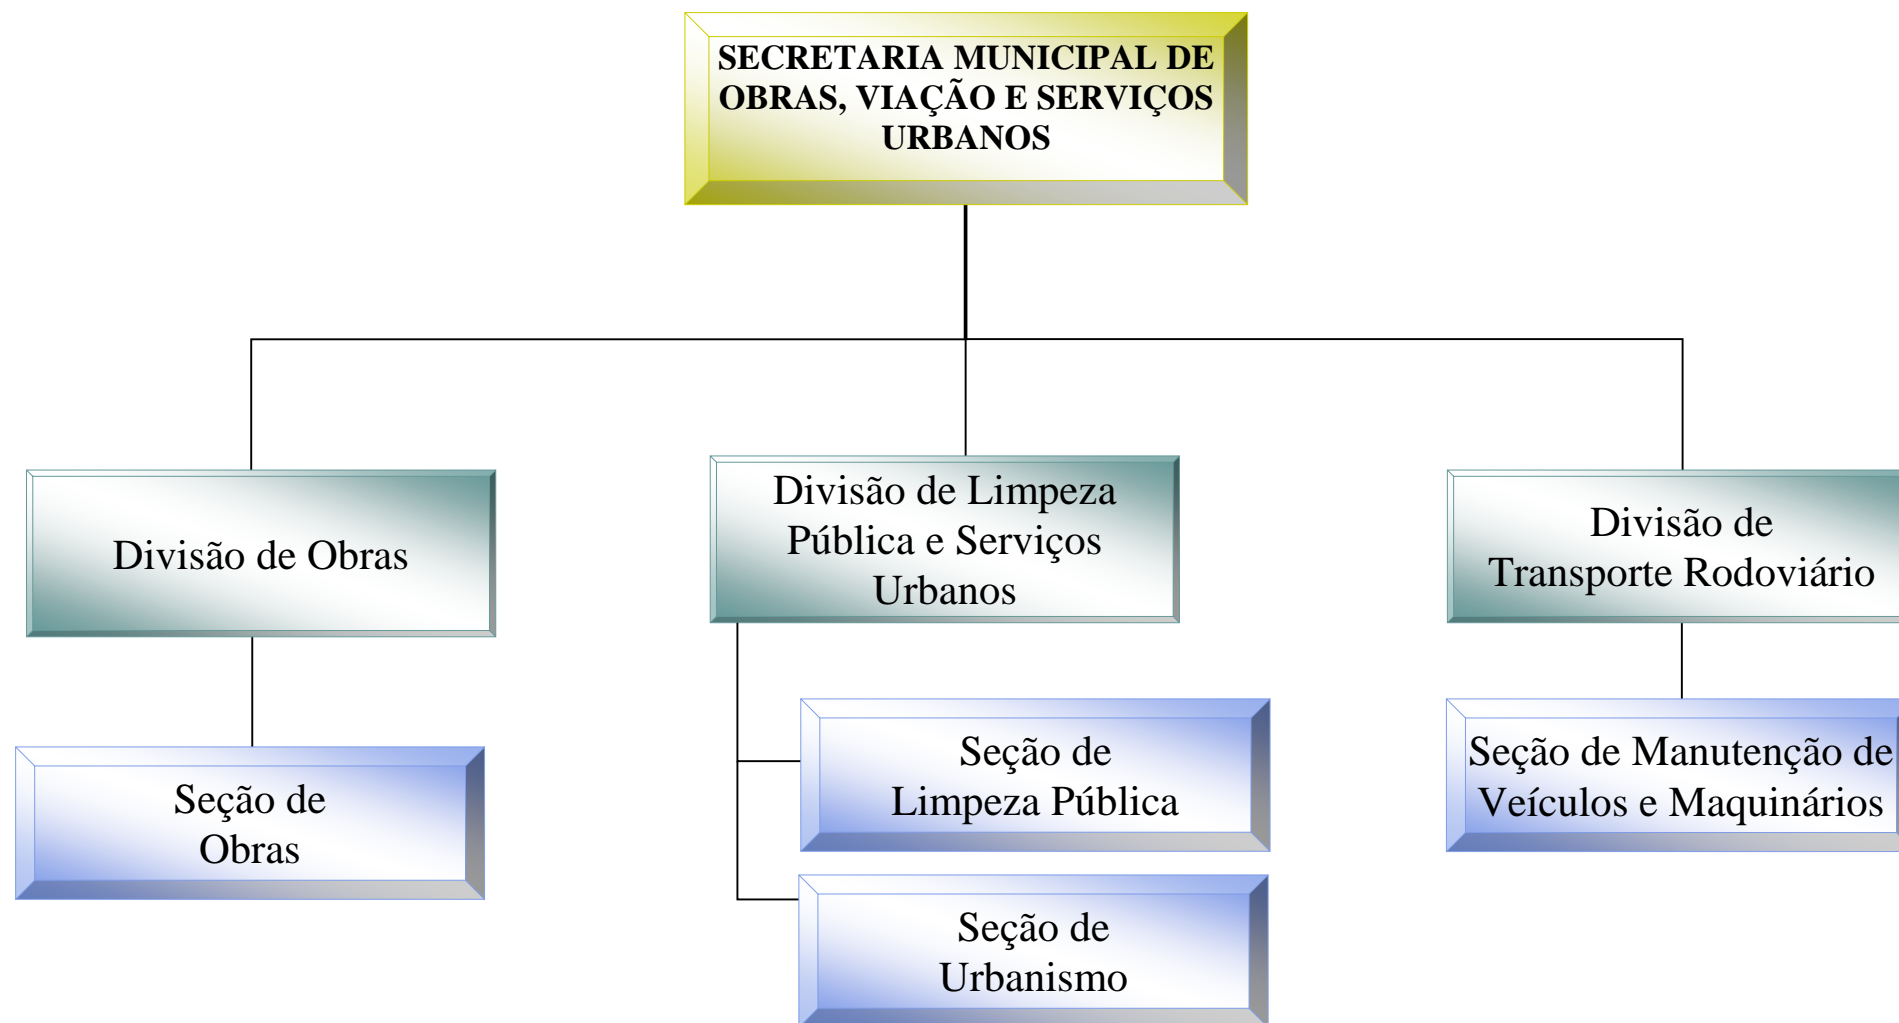 SECRETARIA MUNICIPAL DE
OBRAS, VIAÇÃO E SERVIÇOS
URBANOS
Divisão de Obras
Divisão de Limpeza
Pública e Serviços
Urbanos
Divisão de
Transporte Rodoviário
Seção de
Obras
Seção de
Limpeza Pública
Seção de Manutenção de
Veículos e Maquinários
Seção de
Urbanismo